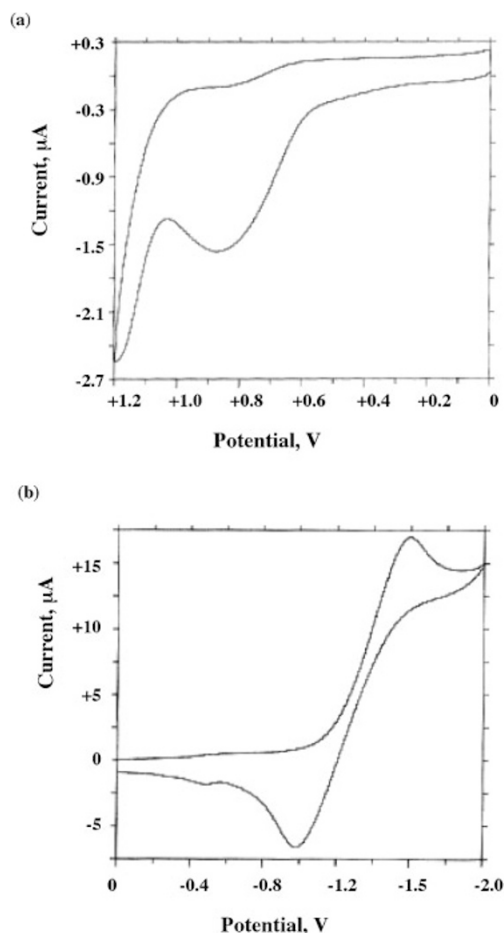 (a)
+0.3
-0.3
-0.9
-1.5
-2.1
-2.7
Current, μA
+1.2 +1.0 +0.8 +0.6 +0.4 +0.2 0
Potential, V
(b)
+15
+10
+5
0
-5
Current, μA
0 -0.4 -0.8 -1.2 -1.5 -2.0
Potential, V